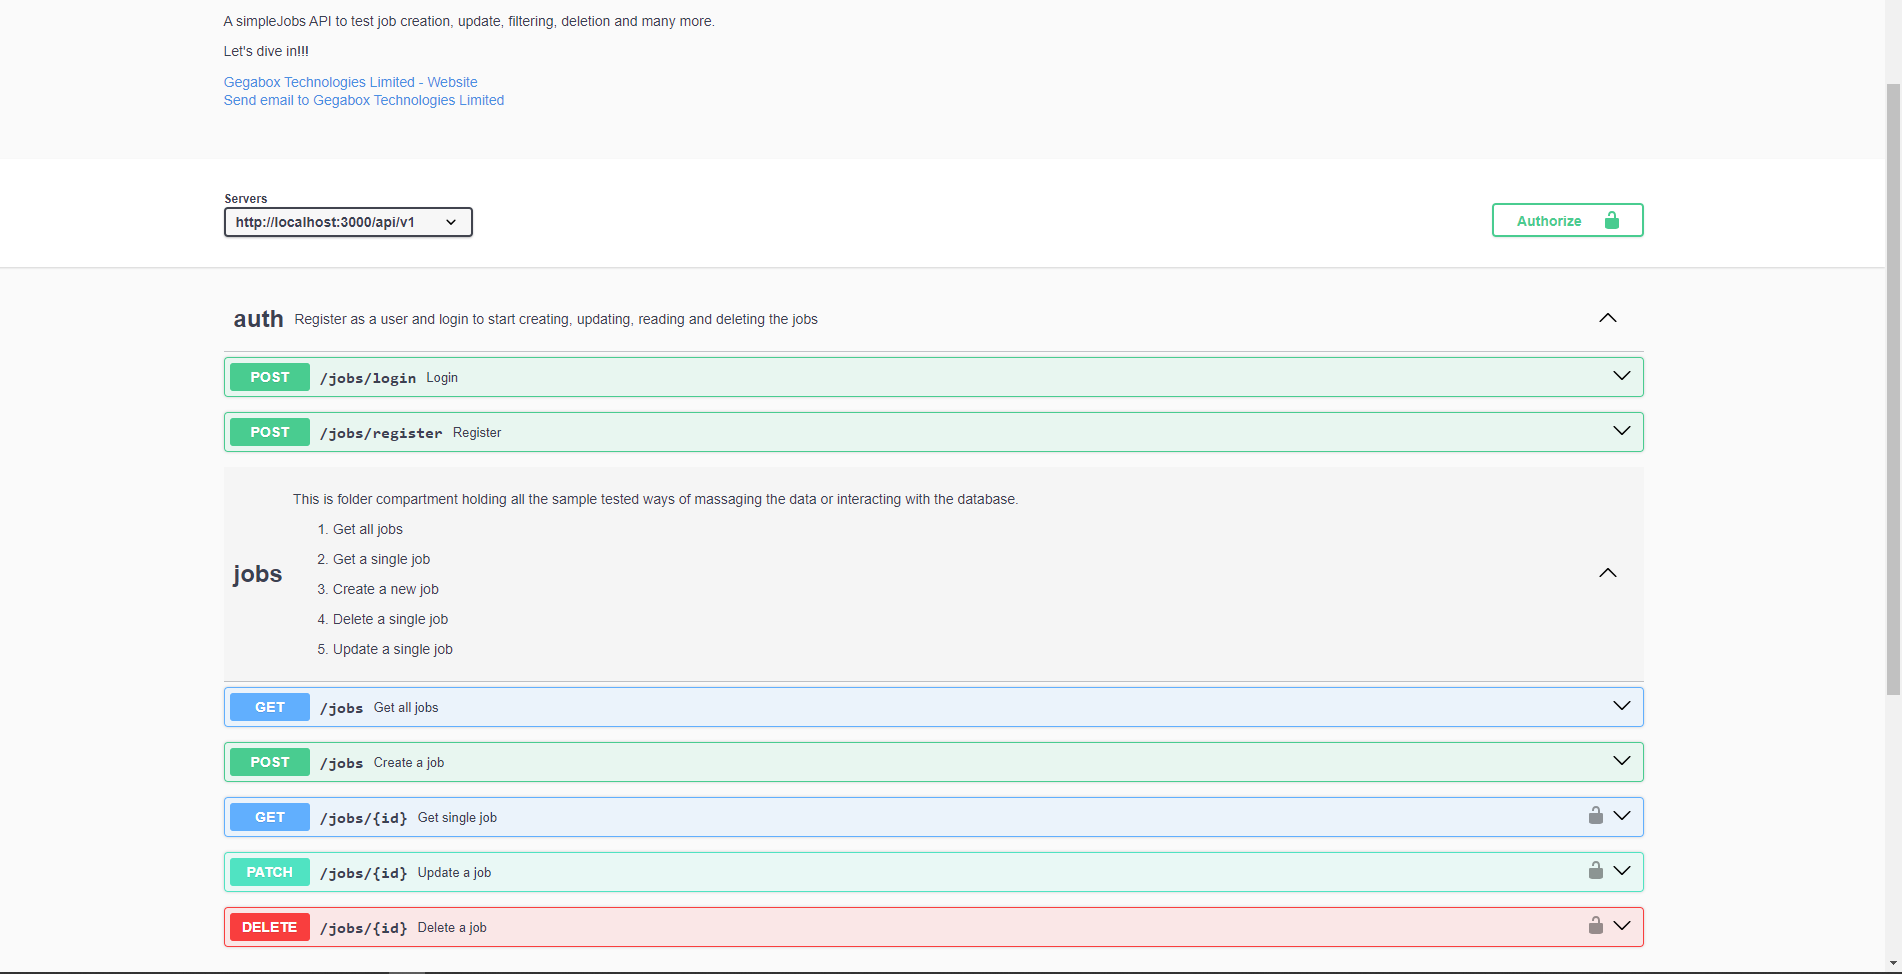 A simpleJobs API to test job creation, update, filtering, deletion and many more.
Let's dive in!!!
Gegabox Technologies Limited - Website
Send email to Gegabox Technologies Limited
Servers
http://localhost:3000/api/v1
Authorize
auth Register as a user and login to start creating, updating, reading and deleting the jobs
POST /jobs/login Login
POST /jobs/register Register
jobs
This is folder compartment holding all the sample tested ways of massaging the data or interacting with the database.
1. Get all jobs
2. Get a single job
3. Create a new job
4. Delete a single job
5. Update a single job
GET /jobs Get all jobs
POST /jobs Create a job
GET /jobs/{id} Get single job
PATCH /jobs/{id} Update a job
DELETE /jobs/{id} Delete a job